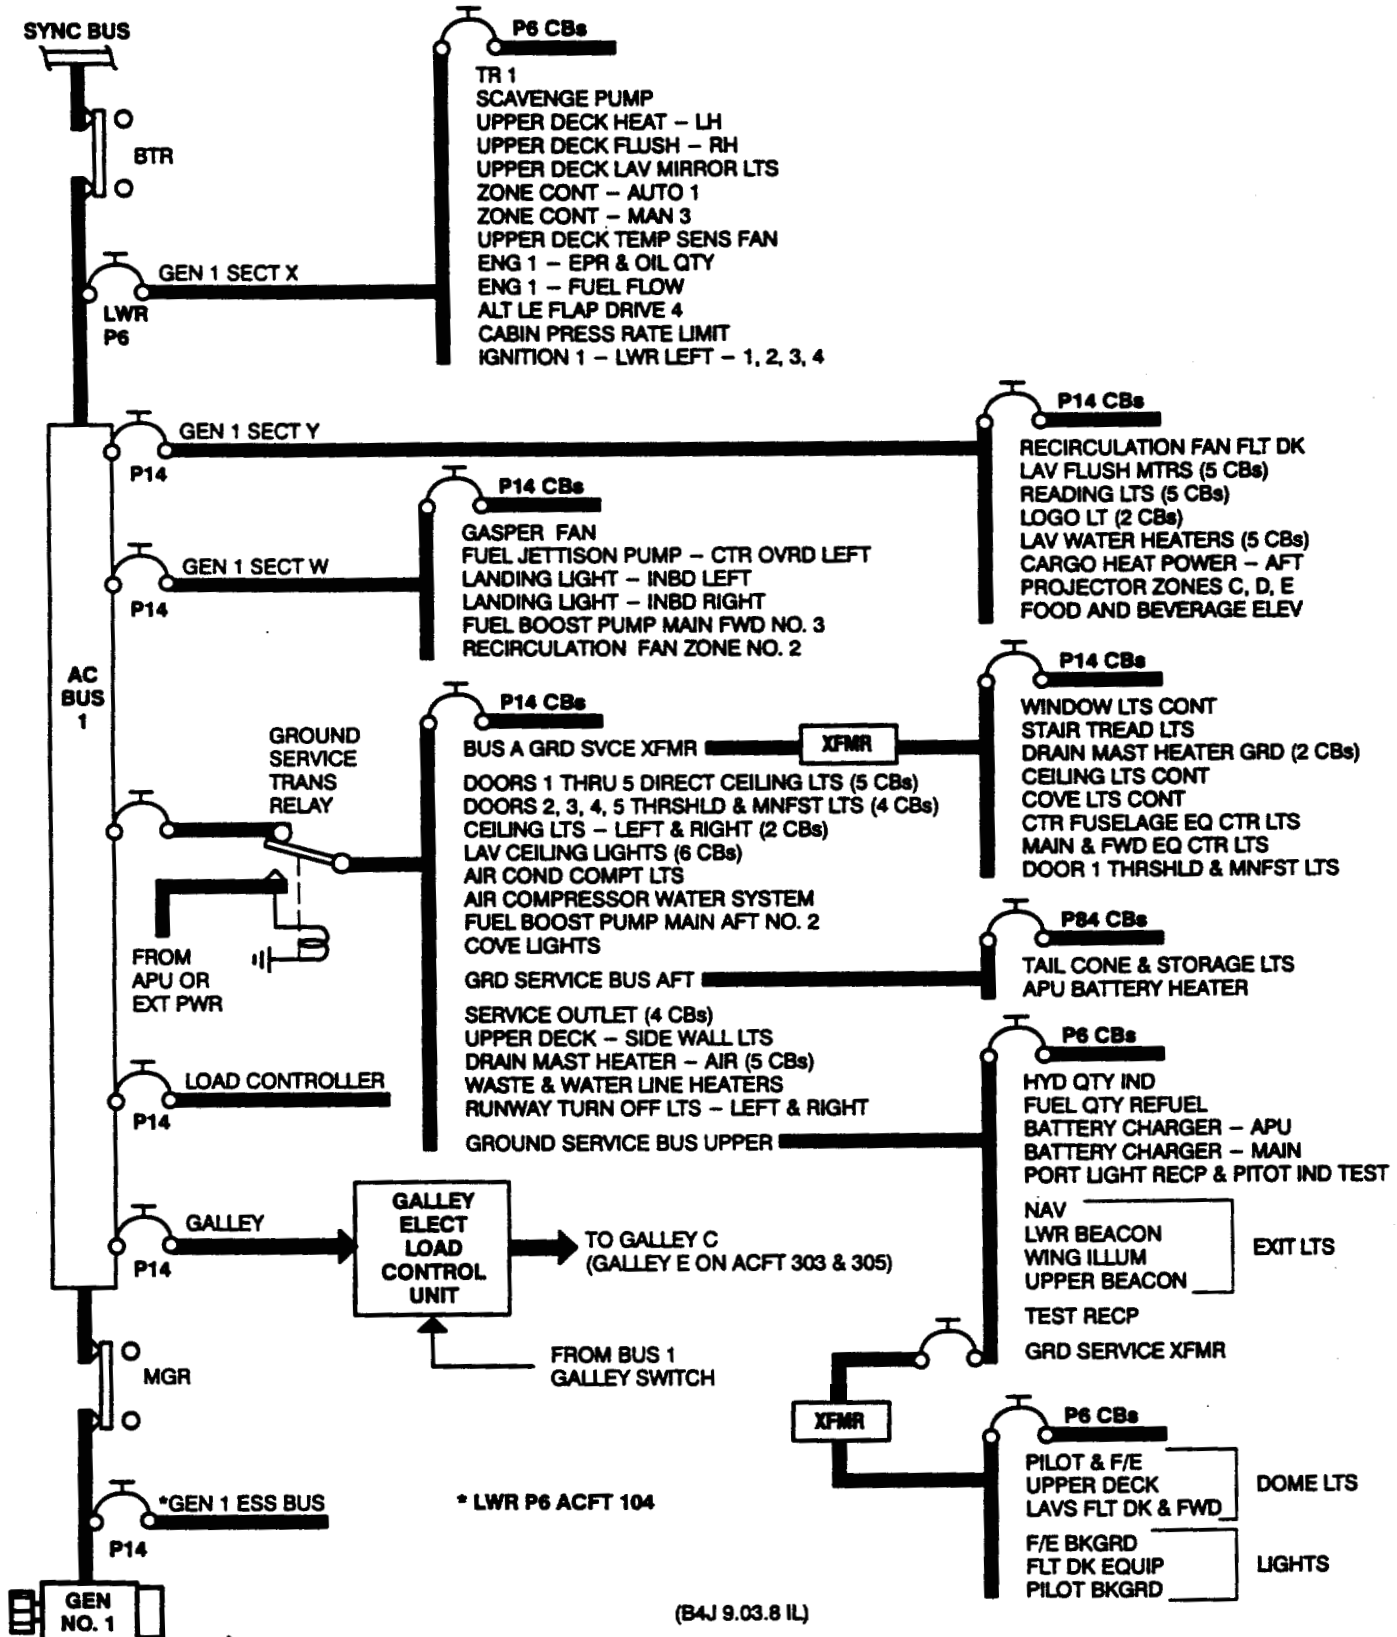 SYNC BUS
BTR
GEN 1 SECT X
LWR
P6
P6 CBs
TR 1
SCAVENGE PUMP
UPPER DECK HEAT – LH
UPPER DECK FLUSH – RH
UPPER DECK LAV MIRROR LTS
ZONE CONT – AUTO 1
ZONE CONT – MAN 3
UPPER DECK TEMP SENS FAN
ENG 1 – EPR & OIL QTY
ENG 1 – FUEL FLOW
ALT LE FLAP DRIVE 4
CABIN PRESS RATE LIMIT
IGNITION 1 – LWR LEFT – 1, 2, 3, 4
GEN 1 SECT Y
P14
P14 CBs
RECIRCULATION FAN FLT DK
LAV FLUSH MTRS (5 CBs)
READING LTS (5 CBs)
LOGO LT (2 CBs)
LAV WATER HEATERS (5 CBs)
CARGO HEAT POWER – AFT
PROJECTOR ZONES C, D, E
FOOD AND BEVERAGE ELEV
GEN 1 SECT W
P14
P14 CBs
GASPER FAN
FUEL JETTISON PUMP – CTR OVRD LEFT
LANDING LIGHT – INBD LEFT
LANDING LIGHT – INBD RIGHT
FUEL BOOST PUMP MAIN FWD NO. 3
RECIRCULATION FAN ZONE NO. 2
AC
BUS
1
GROUND
SERVICE
TRANS
RELAY
FROM
APU OR
EXT PWR
P14 CBs
BUS A GRD SVCE XFMR
XFMR
DOORS 1 THRU 5 DIRECT CEILING LTS (5 CBs)
DOORS 2, 3, 4, 5 THRSHLD & MNFST LTS (4 CBs)
CEILING LTS – LEFT & RIGHT (2 CBs)
LAV CEILING LIGHTS (6 CBs)
AIR COND COMPT LTS
AIR COMPRESSOR WATER SYSTEM
FUEL BOOST PUMP MAIN AFT NO. 2
COVE LIGHTS
GRD SERVICE BUS AFT
SERVICE OUTLET (4 CBs)
UPPER DECK – SIDE WALL LTS
DRAIN MAST HEATER – AIR (5 CBs)
WASTE & WATER LINE HEATERS
RUNWAY TURN OFF LTS – LEFT & RIGHT
GROUND SERVICE BUS UPPER
P14 CBs
WINDOW LTS CONT
STAIR TREAD LTS
DRAIN MAST HEATER GRD (2 CBs)
CEILING LTS CONT
COVE LTS CONT
CTR FUSELAGE EQ CTR LTS
MAIN & FWD EQ CTR LTS
DOOR 1 THRSHLD & MNFST LTS
P84 CBs
TAIL CONE & STORAGE LTS
APU BATTERY HEATER
P6 CBs
HYD QTY IND
FUEL QTY REFUEL
BATTERY CHARGER – APU
BATTERY CHARGER – MAIN
PORT LIGHT RECP & PITOT IND TEST
NAV
LWR BEACON
WING ILLUM
UPPER BEACON
EXIT LTS
TEST RECP
GRD SERVICE XFMR
XFMR
P6 CBs
PILOT & F/E
UPPER DECK
LAVS FLT DK & FWD
DOME LTS
F/E BKGRD
FLT DK EQUIP
PILOT BKGRD
LIGHTS
LOAD CONTROLLER
P14
GALLEY
P14
GALLEY
ELECT
LOAD
CONTROL
UNIT
TO GALLEY C
(GALLEY E ON ACFT 303 & 305)
FROM BUS 1
GALLEY SWITCH
MGR
*GEN 1 ESS BUS
P14
* LWR P6 ACFT 104
GEN
NO. 1
(B4J 9.03.8 IL)